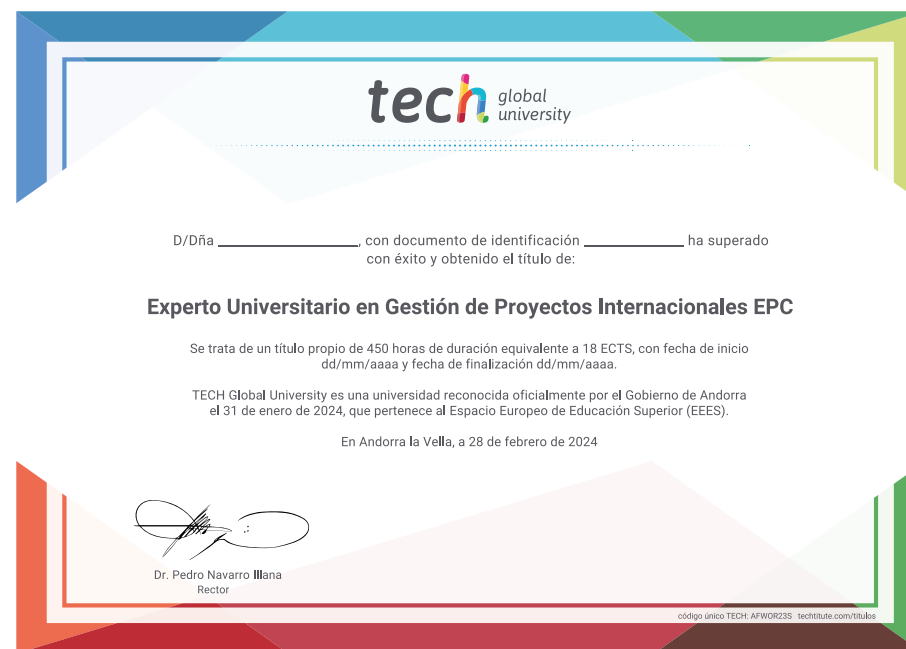 tech global university
D/Dña ____________________, con documento de identificación ______________ ha superado
con éxito y obtenido el título de:
Experto Universitario en Gestión de Proyectos Internacionales EPC
Se trata de un título propio de 450 horas de duración equivalente a 18 ECTS, con fecha de inicio
dd/mm/aaaa y fecha de finalización dd/mm/aaaa.
TECH Global University es una universidad reconocida oficialmente por el Gobierno de Andorra
el 31 de enero de 2024, que pertenece al Espacio Europeo de Educación Superior (EEES).
En Andorra la Vella, a 28 de febrero de 2024
Dr. Pedro Navarro Illana
Rector
código único TECH: AFWOR23S techtitute.com/titulos